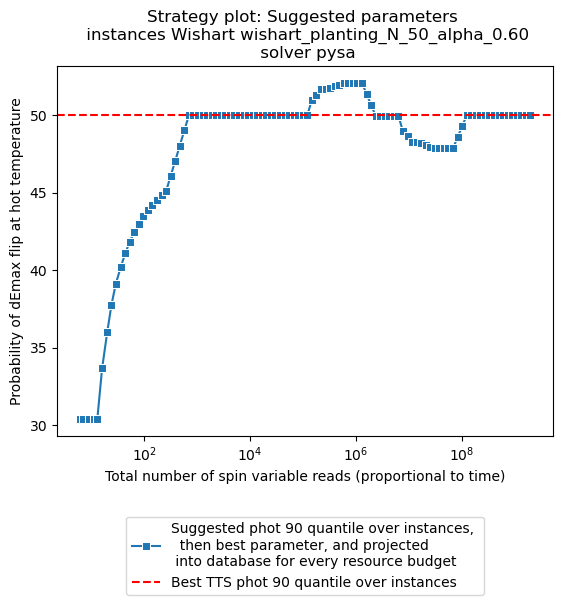 Strategy plot: Suggested parameters
instances Wishart wishart_planting_N_50_alpha_0.60
solver pysa
Probability of dEmax flip at hot temperature
50
45
40
35
30
10^2
10^4
10^6
10^8
Total number of spin variable reads (proportional to time)
Suggested phot 90 quantile over instances,
then best parameter, and projected
into database for every resource budget
Best TTS phot 90 quantile over instances